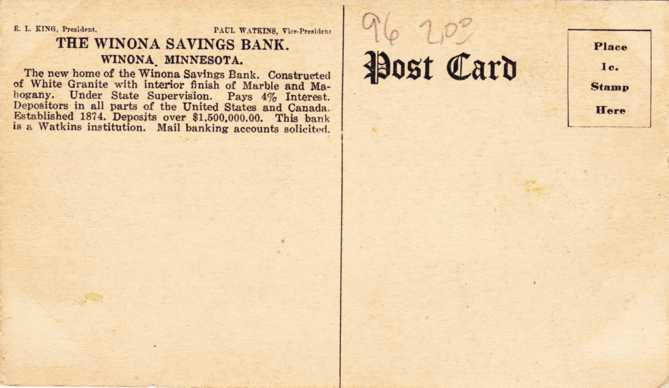 E. L. KING, President. PAUL WATKINS, Vice-President
THE WINONA SAVINGS BANK.
WINONA, MINNESOTA.
The new home of the Winona Savings Bank. Constructed
of White Granite with interior finish of Marble and Ma-
hogany. Under State Supervision. Pays 4% Interest.
Depositors in all parts of the United States and Canada.
Established 1874. Deposits over $1,500,000.00. This bank
is a Watkins institution. Mail banking accounts solicited.
96 2,00
Post Card
Place
1c.
Stamp
Here